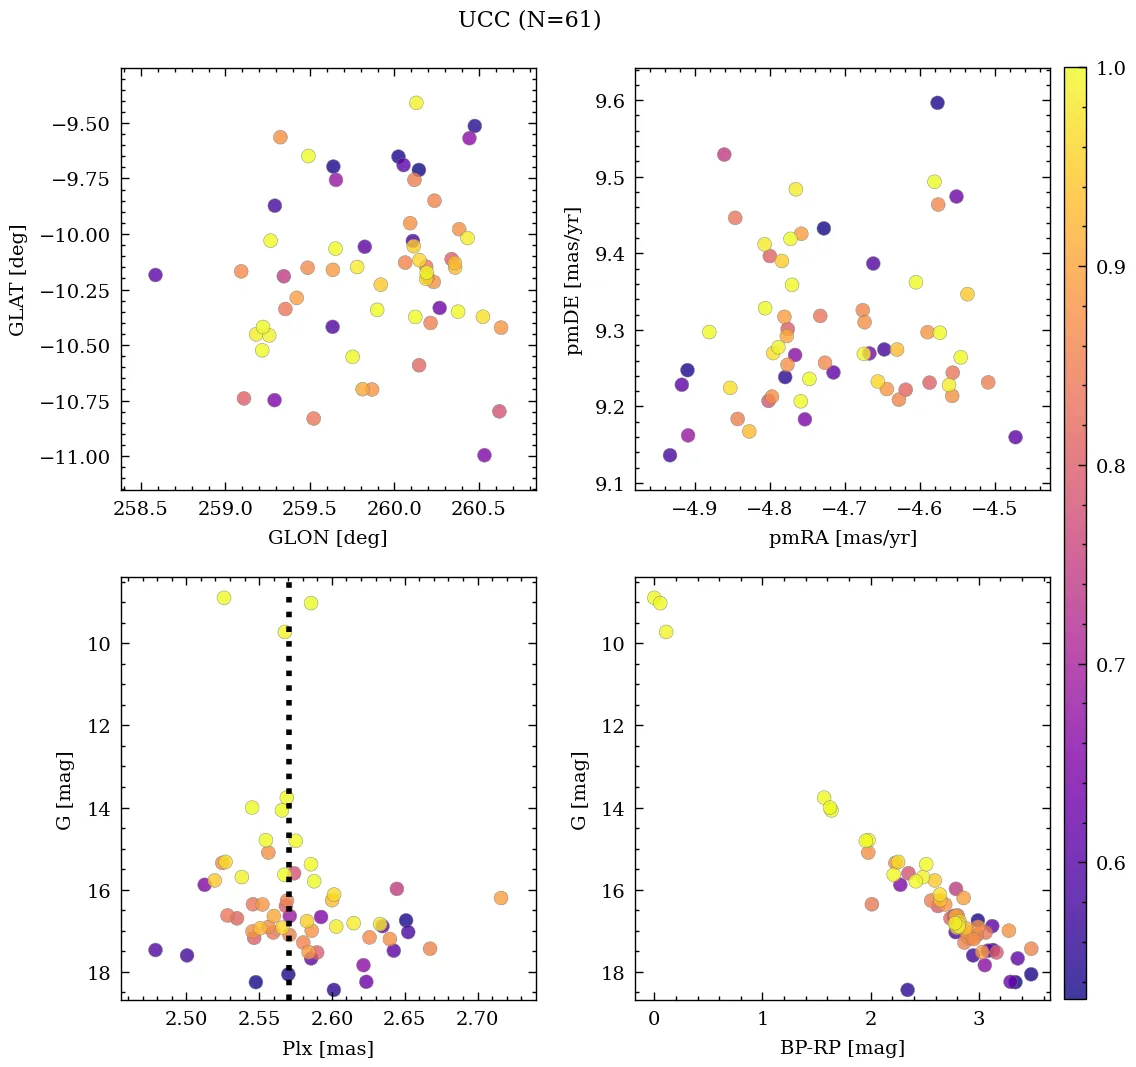 UCC (N=61)
−9.50
−9.75
−10.00
−10.25
−10.50
−10.75
−11.00
GLAT [deg]
258.5 259.0 259.5 260.0 260.5
GLON [deg]
9.6
9.5
9.4
9.3
9.2
9.1
pmDE [mas/yr]
−4.9 −4.8 −4.7 −4.6 −4.5
pmRA [mas/yr]
10
12
14
16
18
G [mag]
2.50 2.55 2.60 2.65 2.70
Plx [mas]
10
12
14
16
18
G [mag]
0 1 2 3
BP-RP [mag]
1.0
0.9
0.8
0.7
0.6